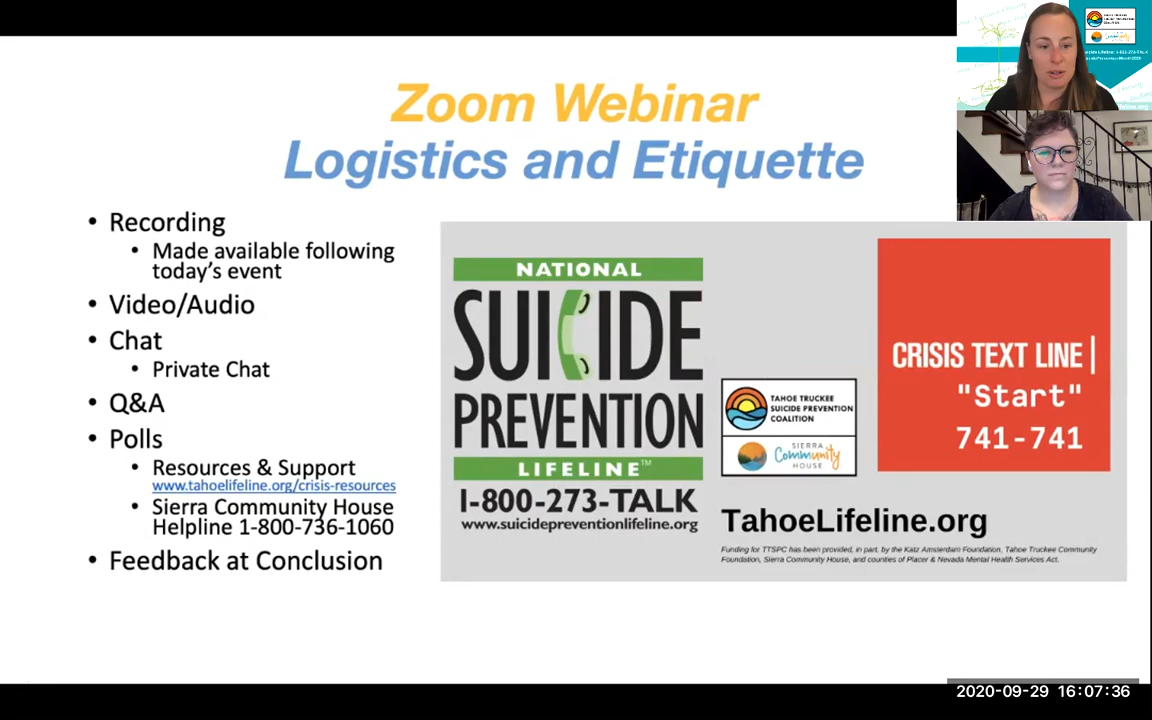 Zoom Webinar
Logistics and Etiquette
• Recording
• Made available following
today's event
• Video/Audio
• Chat
• Private Chat
• Q&A
• Polls
• Resources & Support
www.tahoelifeline.org/crisis-resources
• Sierra Community House
Helpline 1-800-736-1060
• Feedback at Conclusion
NATIONAL
SUICIDE
PREVENTION
LIFELINE™
1-800-273-TALK
www.suicidepreventionlifeline.org
TAHOE TRUCKEE
SUICIDE PREVENTION
COALITION
SIERRA
Community
HOUSE
CRISIS TEXT LINE |
"Start"
741-741
TahoeLifeline.org
Funding for TTSPC has been provided, in part, by the Katz Amsterdam Foundation, Tahoe Truckee Community
Foundation, Sierra Community House, and counties of Placer & Nevada Mental Health Services Act.
2020-09-29 16:07:36